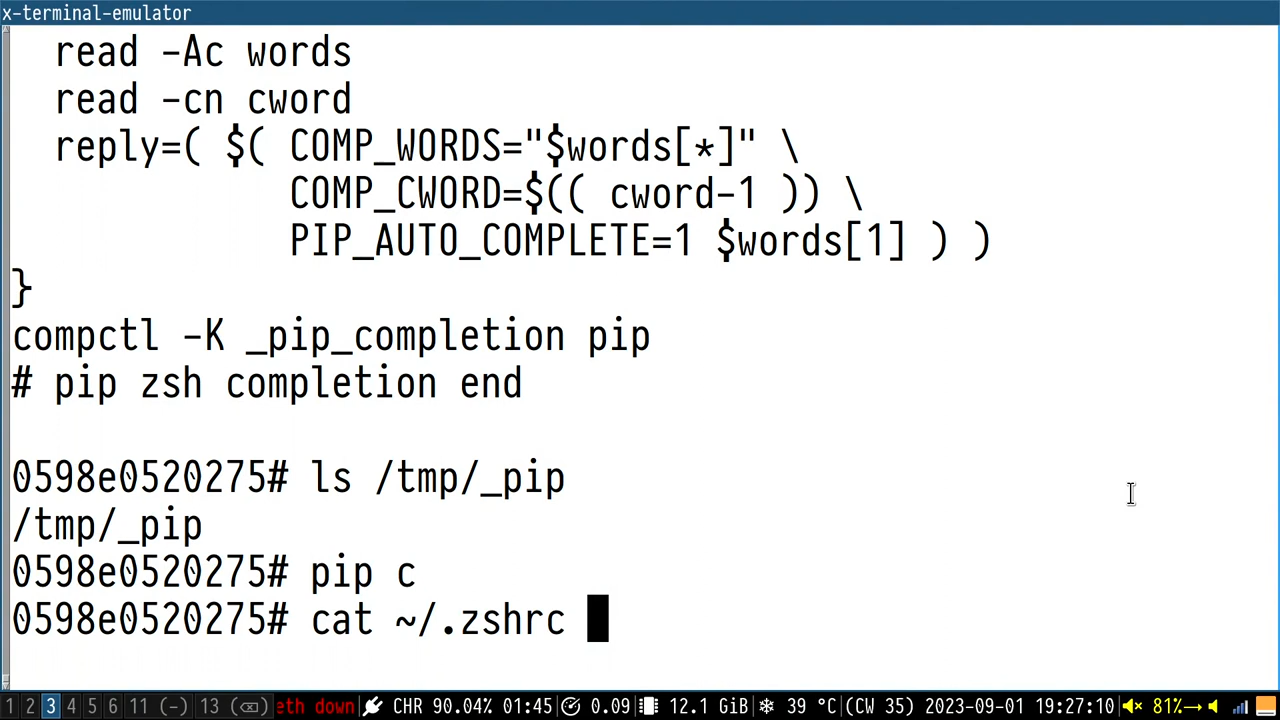 x-terminal-emulator
read -Ac words
read -cn cword
reply=( $( COMP_WORDS="$words[*]" \
COMP_CWORD=$(( cword-1 )) \
PIP_AUTO_COMPLETE=1 $words[1] ) )
}
compctl -K _pip_completion pip
# pip zsh completion end
0598e0520275# ls /tmp/_pip
/tmp/_pip
0598e0520275# pip c
0598e0520275# cat ~/.zshrc
1 2 3 4 5 6 11 (-) 13 (⌫) eth down CHR 90.04% 01:45 0.09 12.1 GiB 39 °C (CW 35) 2023-09-01 19:27:10 81%→